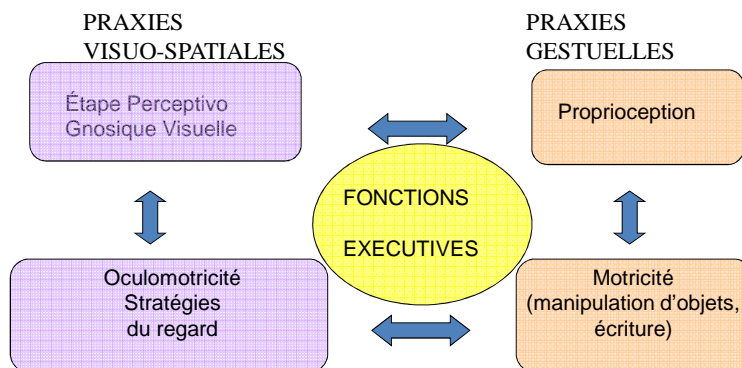 PRAXIES
VISUO-SPATIALES
PRAXIES
GESTUELLES
Étape Perceptivo
Gnosique Visuelle
Proprioception
FONCTIONS
EXECUTIVES
Oculomotricité
Stratégies
du regard
Motricité
(manipulation d'objets,
écriture)